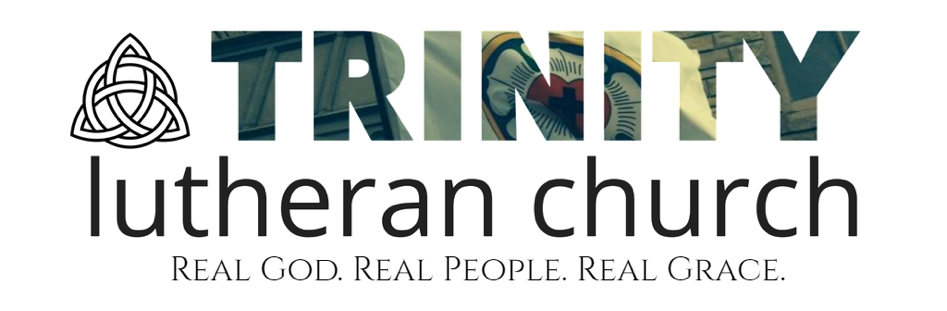 TRINITY
lutheran church
Real God. Real People. Real Grace.